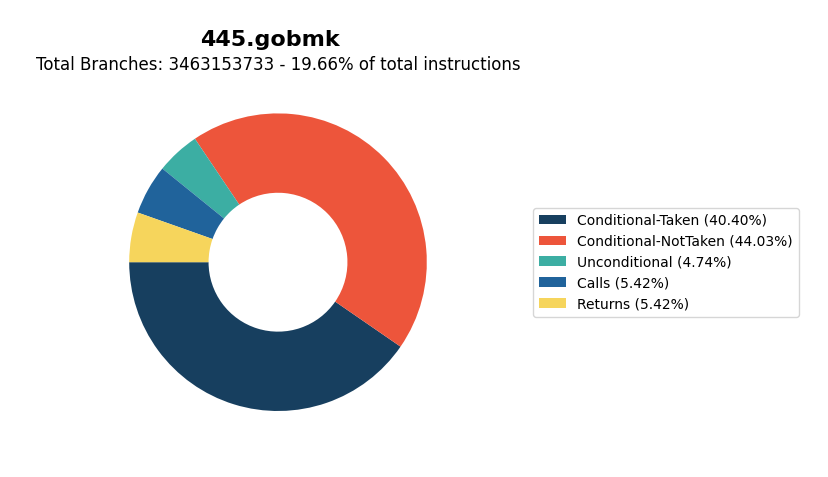 445.gobmk
Total Branches: 3463153733 - 19.66% of total instructions
Conditional-Taken (40.40%)
Conditional-NotTaken (44.03%)
Unconditional (4.74%)
Calls (5.42%)
Returns (5.42%)